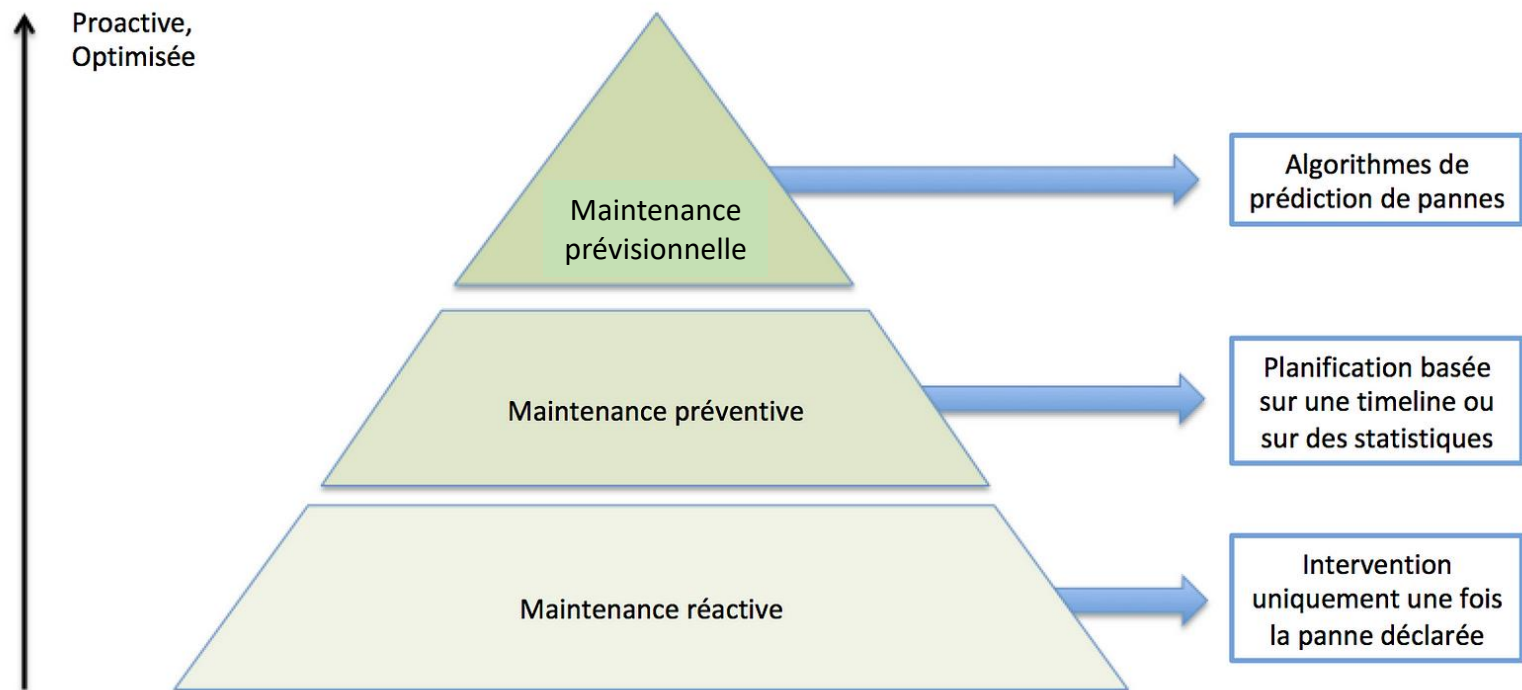 Proactive,
Optimisée
Maintenance
prévisionnelle
Algorithmes de
prédiction de pannes
Maintenance préventive
Planification basée
sur une timeline ou
sur des statistiques
Maintenance réactive
Intervention
uniquement une fois
la panne déclarée